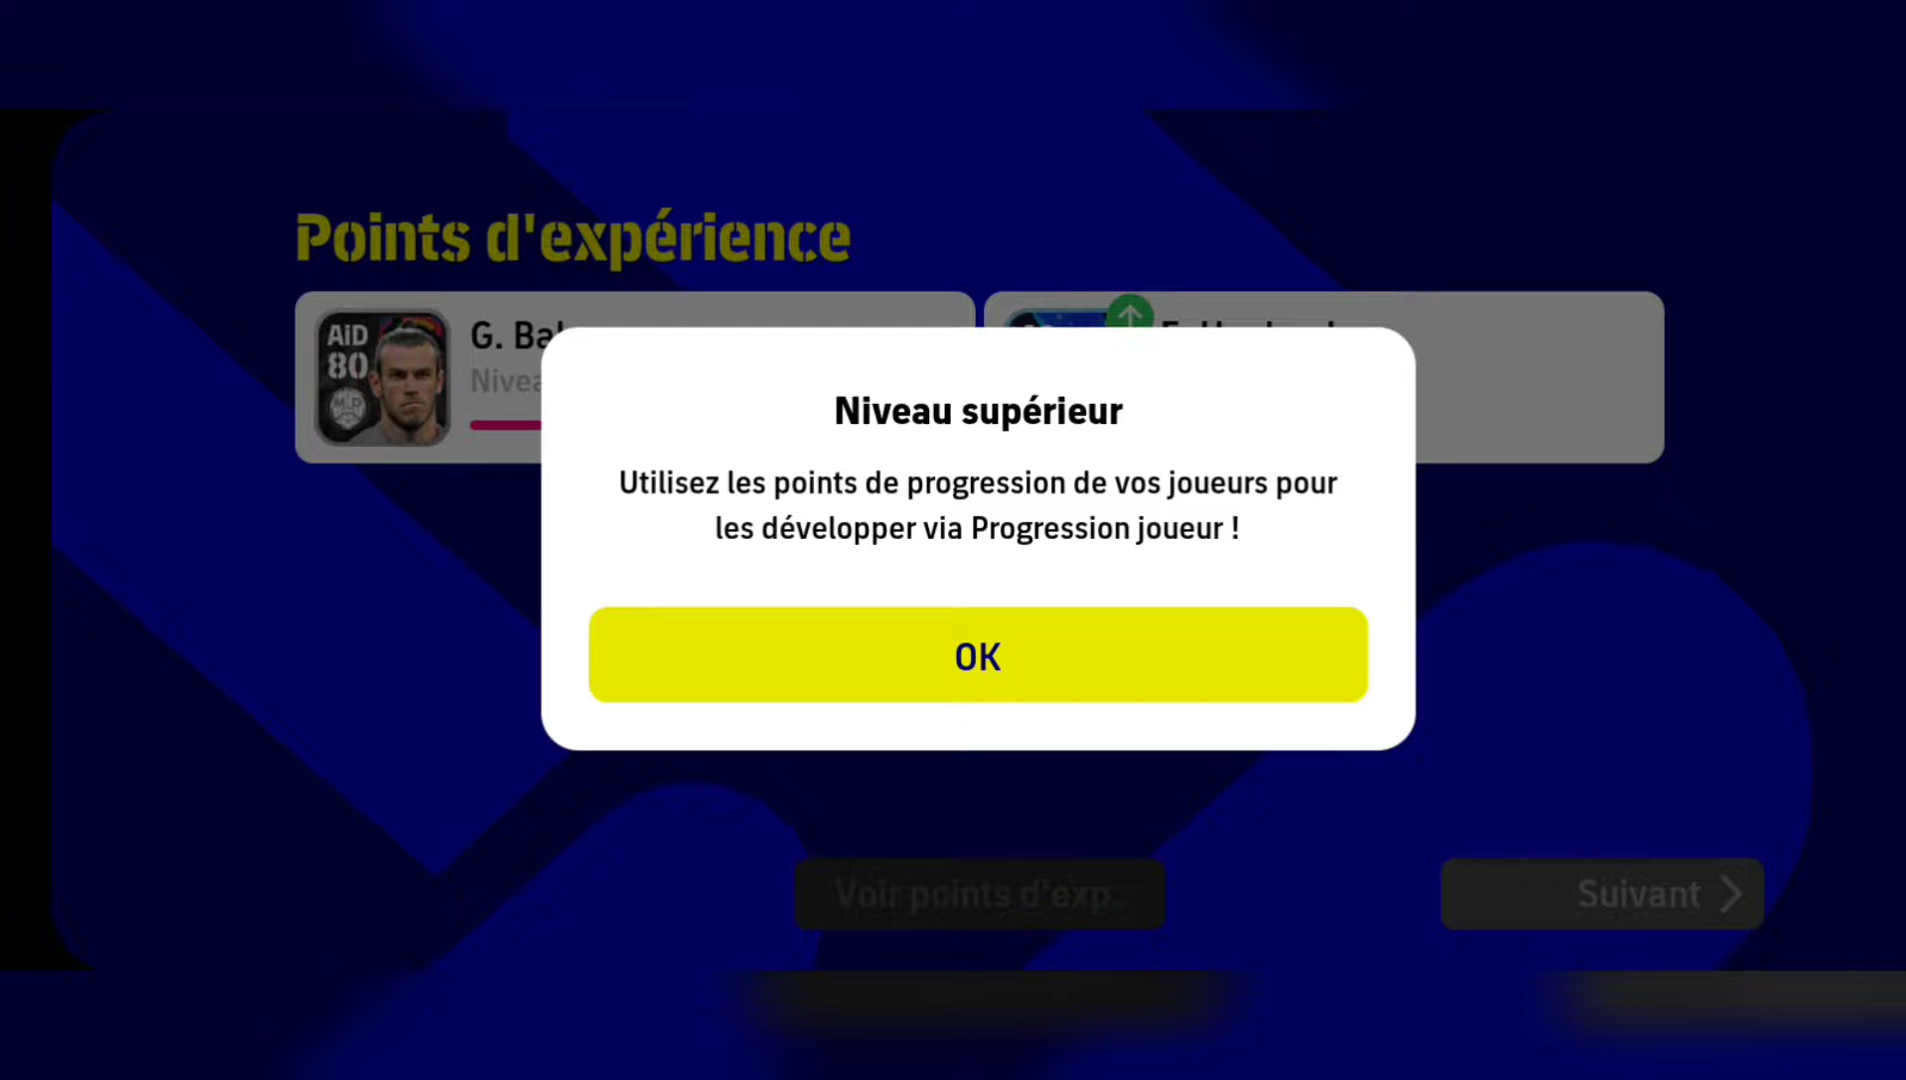 Points d'expérience
AiD
80
G. Bal
Nivea
Niveau supérieur
Utilisez les points de progression de vos joueurs pour
les développer via Progression joueur !
OK
Voir points d'exp.
Suivant